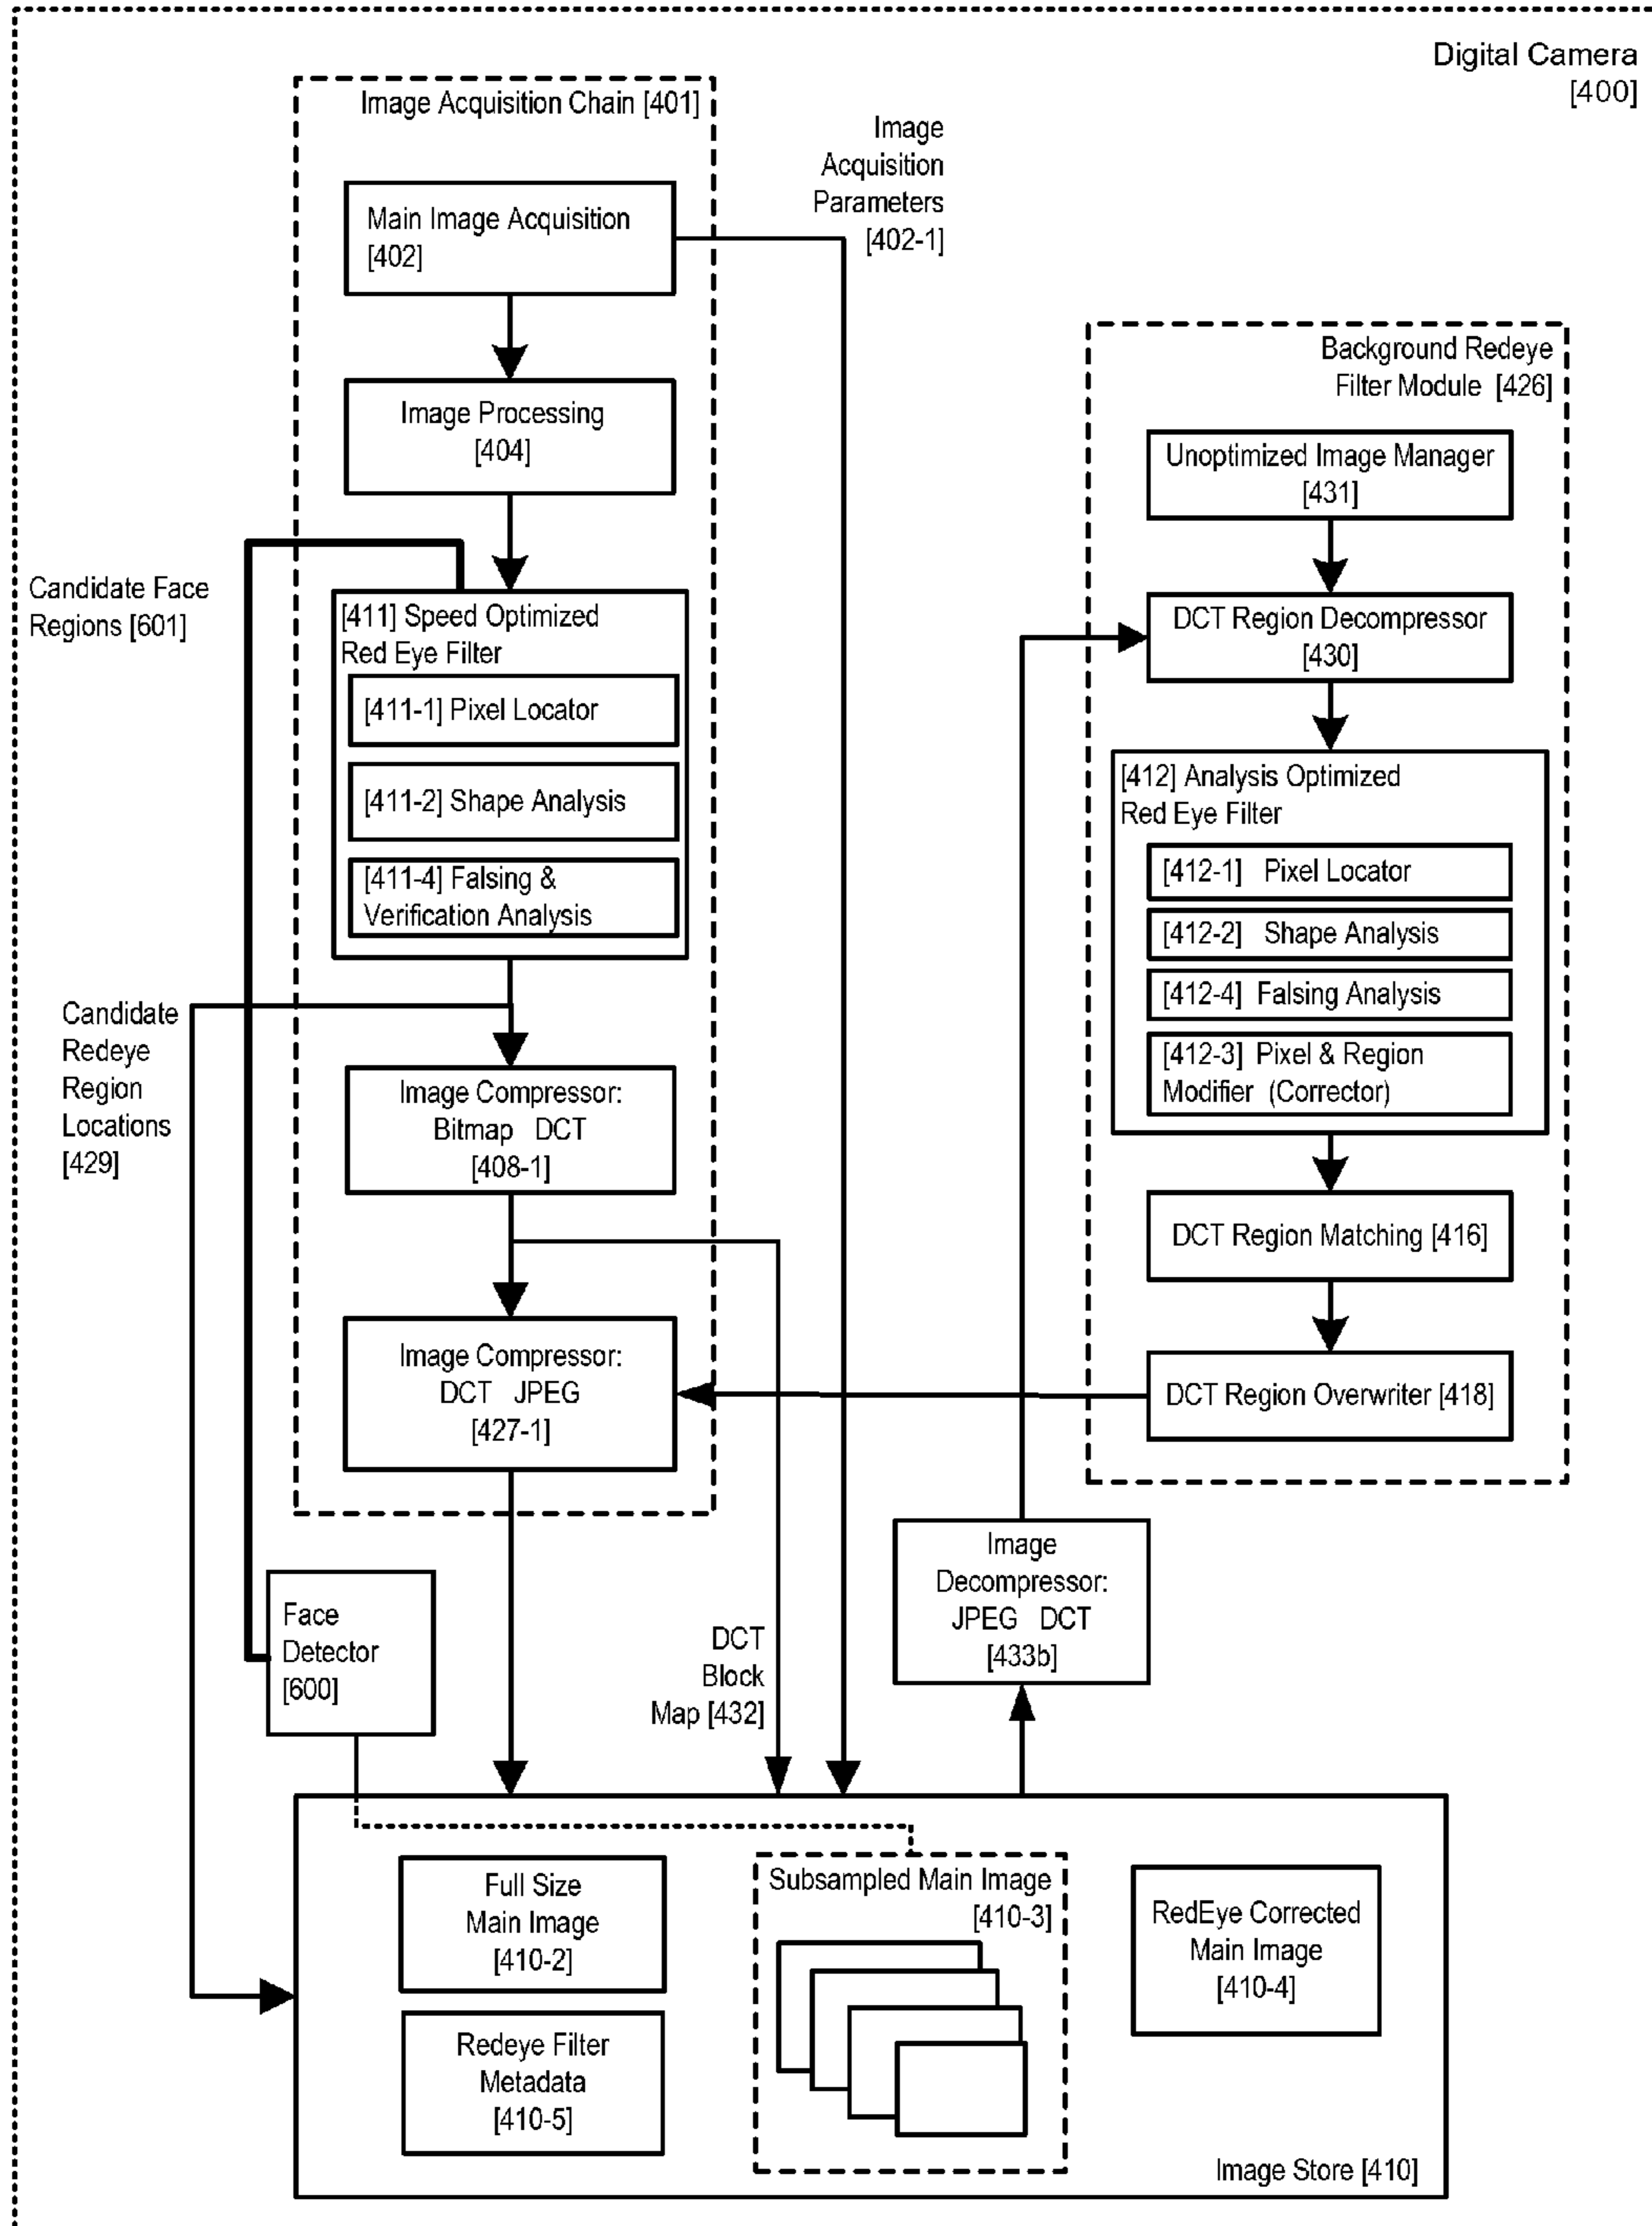 Digital Camera
[400]
Image Acquisition Chain [401]
Main Image Acquisition
[402]
Image
Acquisition
Parameters
[402-1]
Image Processing
[404]
Candidate Face
Regions [601]
[411] Speed Optimized
Red Eye Filter
[411-1] Pixel Locator
[411-2] Shape Analysis
[411-4] Falsing &
Verification Analysis
Candidate
Redeye
Region
Locations
[429]
Image Compressor:
Bitmap DCT
[408-1]
Image Compressor:
DCT JPEG
[427-1]
Background Redeye
Filter Module [426]
Unoptimized Image Manager
[431]
DCT Region Decompressor
[430]
[412] Analysis Optimized
Red Eye Filter
[412-1] Pixel Locator
[412-2] Shape Analysis
[412-4] Falsing Analysis
[412-3] Pixel & Region
Modifier (Corrector)
DCT Region Matching [416]
DCT Region Overwriter [418]
Face
Detector
[600]
DCT
Block
Map [432]
Image
Decompressor:
JPEG DCT
[433b]
Full Size
Main Image
[410-2]
Redeye Filter
Metadata
[410-5]
Subsampled Main Image
[410-3]
RedEye Corrected
Main Image
[410-4]
Image Store [410]